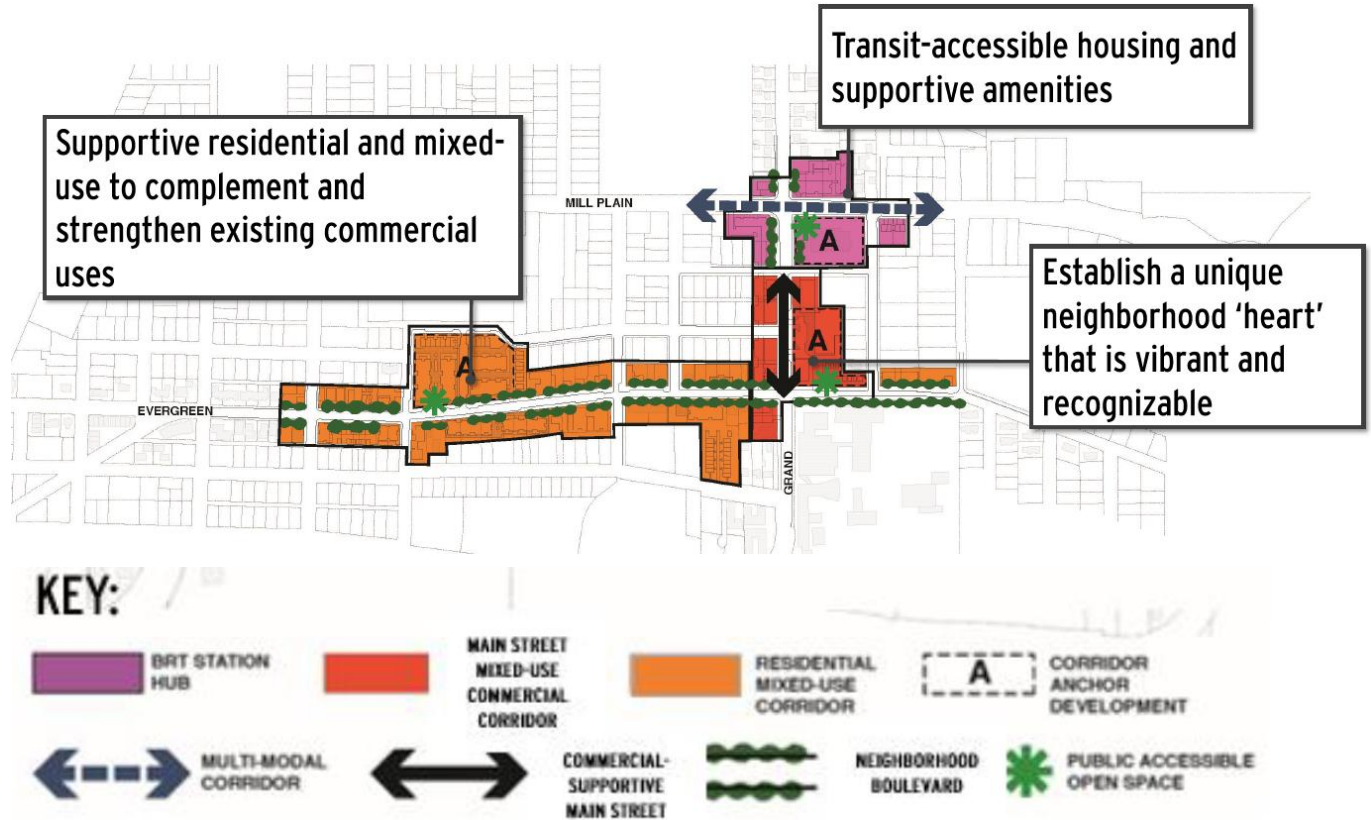 Transit-accessible housing and
supportive amenities
Supportive residential and mixed-
use to complement and
strengthen existing commercial
uses
MILL PLAIN
A
Establish a unique
neighborhood ‘heart’
that is vibrant and
recognizable
A
A
EVERGREEN
GRAND
KEY:
BRT STATION
HUB
MAIN STREET
MIXED-USE
COMMERCIAL
CORRIDOR
RESIDENTIAL
MIXED-USE
CORRIDOR
A
CORRIDOR
ANCHOR
DEVELOPMENT
MULTI-MODAL
CORRIDOR
COMMERCIAL-
SUPPORTIVE
MAIN STREET
NEIGHBORHOOD
BOULEVARD
PUBLIC ACCESSIBLE
OPEN SPACE